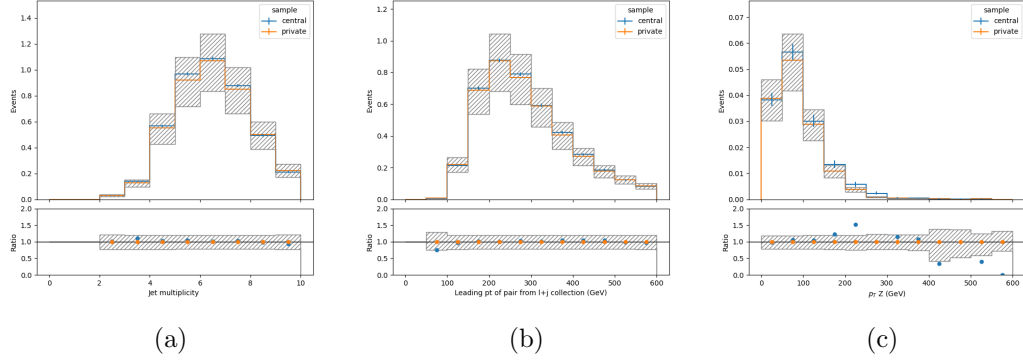 1.4
1.2
1.0
0.8
0.6
0.4
0.2
0.0
Events
sample
central
private
2.0
1.5
1.0
0.5
0.0
Ratio
0 2 4 6 8 10
Jet multiplicity
(a)
1.2
1.0
0.8
0.6
0.4
0.2
0.0
Events
sample
central
private
2.0
1.5
1.0
0.5
0.0
Ratio
0 100 200 300 400 500 600
Leading pt of pair from l+j collection (GeV)
(b)
0.07
0.06
0.05
0.04
0.03
0.02
0.01
0.00
Events
sample
central
private
2.0
1.5
1.0
0.5
0.0
Ratio
0 100 200 300 400 500 600
pT Z (GeV)
(c)